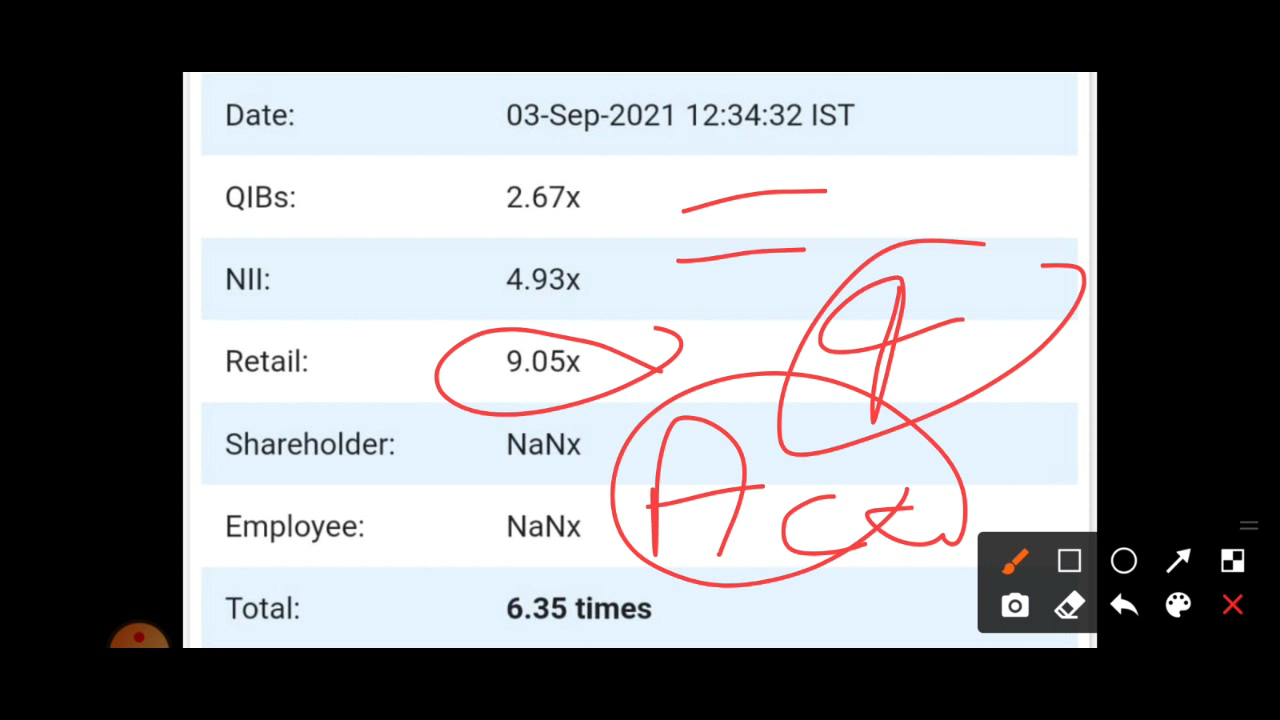 Date: 03-Sep-2021 12:34:32 IST
QIBs: 2.67x
NII: 4.93x
Retail: 9.05x
Shareholder: NaNx
Employee: NaNx
Total: 6.35 times